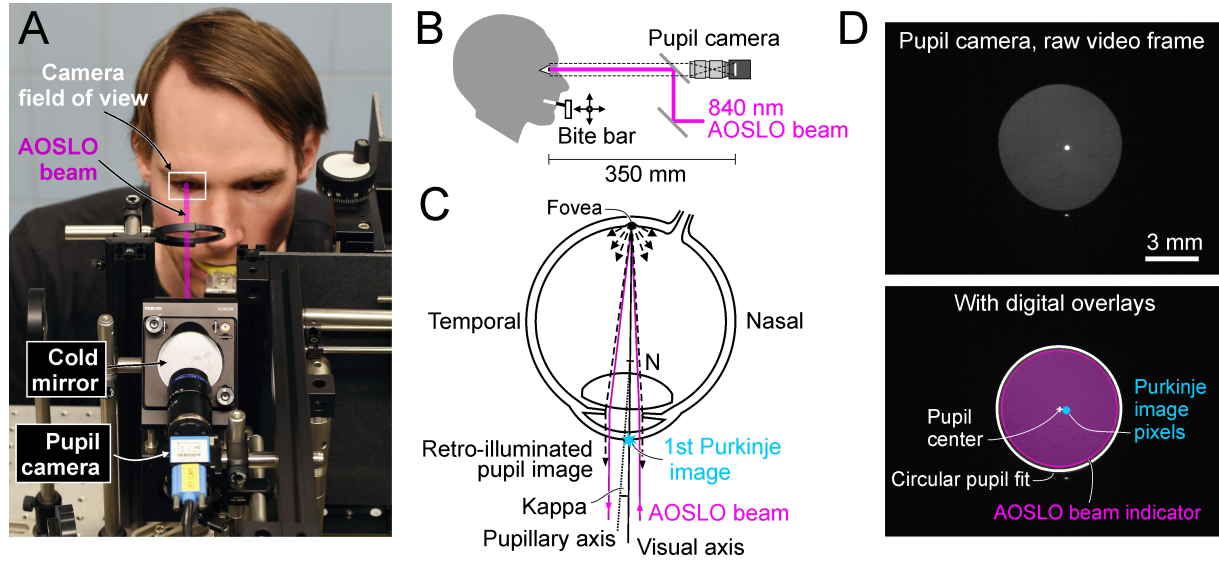 A
Camera
field of view
AOSLO
beam
Cold
mirror
Pupil
camera
B
Pupil camera
840 nm
AOSLO beam
Bite bar
350 mm
C
Fovea
Temporal
Nasal
N
Retro-illuminated
pupil image
1st Purkinje
image
Kappa
AOSLO beam
Pupillary axis
Visual axis
D
Pupil camera, raw video frame
3 mm
With digital overlays
Pupil
center
Purkinje
image
pixels
Circular pupil fit
AOSLO beam indicator